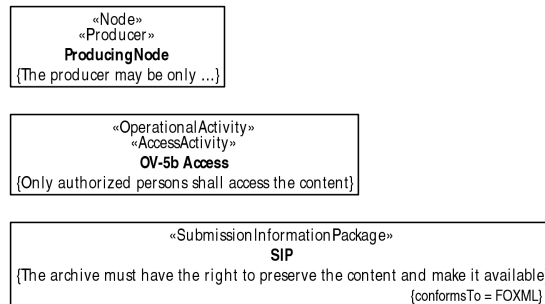 «Node»
«Producer»
ProducingNode
{The producer may be only ...}
«OperationalActivity»
«AccessActivity»
OV-5b Access
{Only authorized persons shall access the content}
«SubmissionInformationPackage»
SIP
{The archive must have the right to preserve the content and make it available
{conformsTo = FOXML}